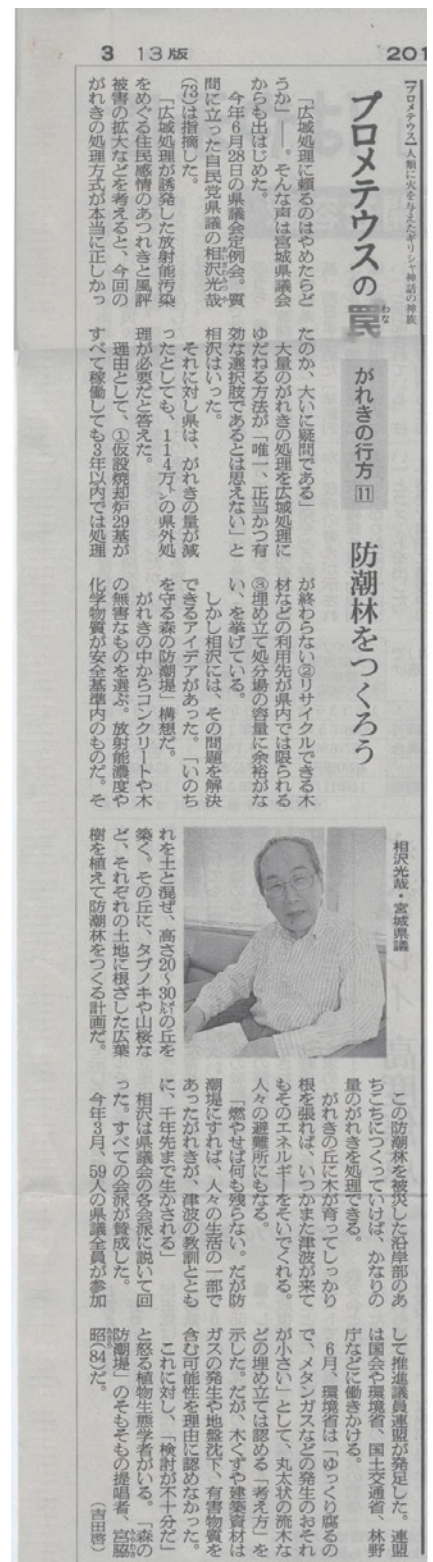 3 13版 201
【プロメテウス】人類に火を与えたギリシャ神話の神族
プロメテウスの罠
わな
がれきの行方⑪
防潮林をつくろう
「広域処理に頼るのはやめたらど
うか」――。そんな声は宮城県議会
からも出はじめた。
今年6月28日の県議会定例会。質
問に立った自民党県議の相沢光哉
(73)は指摘した。
「広域処理が誘発した放射能汚染
をめぐる住民感情のあつれきと風評
被害の拡大などを考えると、今回の
がれきの処理方式が本当に正しかっ
たのか、大いに疑問である」
大量のがれきの処理を広域処理に
ゆだねる方法が「唯一、正当かつ有
効な選択肢であるとは思えない」と
相沢はいった。
それに対し県は、がれきの量が減
ったとしても、114万㌧の県外処
理が必要だと答えた。
理由として、①仮設焼却炉29基が
すべて稼働しても3年以内では処理
が終わらない②リサイクルできる木
材などの利用先が県内では限られる
③埋め立て処分場の容量に余裕がな
い、を挙げている。
しかし相沢には、その問題を解決
できるアイデアがあった。「いのち
を守る森の防潮堤」構想だ。
がれきの中からコンクリートや木
の無害なものを選ぶ。放射能濃度や
化学物質が安全基準内のものだ。そ
れを土と混ぜ、高さ20~30㍍の丘を
築く。その丘に、タブノキや山桜な
ど、それぞれの土地に根ざした広葉
樹を植えて防潮林をつくる計画だ。
相沢光哉・宮城県議
この防潮林を被災した沿岸部のあ
ちこちにつくっていけば、かなりの
量のがれきを処理できる。
がれきの丘に木が育ってしっかり
根を張れば、いつかまた津波が来て
もそのエネルギーをそいでくれる。
人々の避難所にもなる。
「燃やせば何も残らない。だが防
潮堤にすれば、人々の生活の一部で
あったがれきが、津波の教訓ととも
に、千年先まで生かされる」
相沢は県議会の各会派に説いて回
った。すべての会派が賛成した。
今年3月、59人の県議全員が参加
して推進議員連盟が発足した。連盟
は国会や環境省、国土交通省、林野
庁などに働きかける。
6月、環境省は「ゆっくり腐るの
で、メタンガスなどの発生のおそれ
が小さい」として、丸太状の流木な
どの埋め立ては認める「考え方」を
示した。だが、木くずや建築資材は
ガスの発生や地盤沈下、有害物質を
含む可能性を理由に認めなかった。
これに対し、「検討が不十分だ」
と怒る植物生態学者がいる。「森の
防潮堤」のそもそもの提唱者、宮脇
昭(84)だ。
(吉田啓)